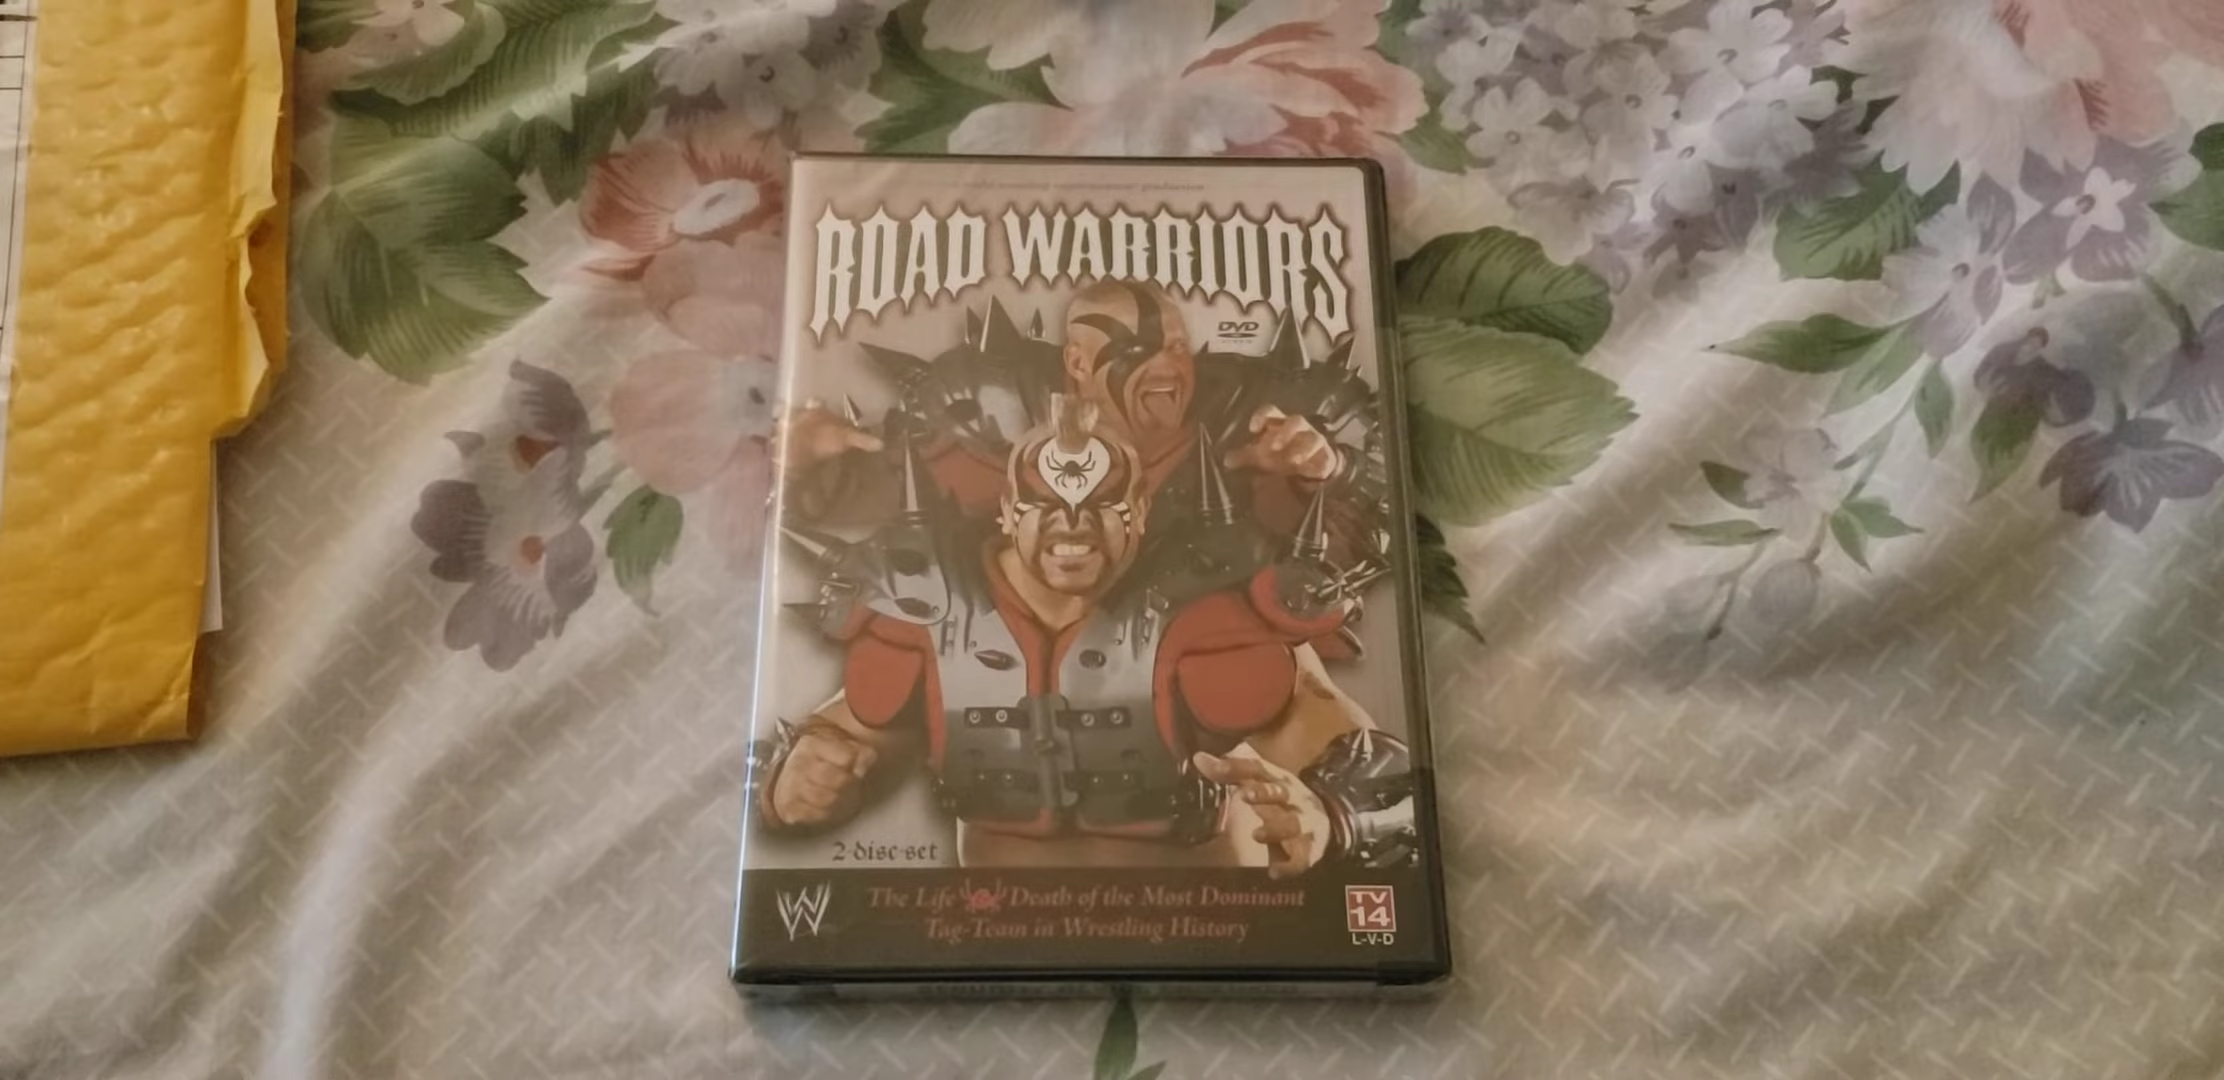 ROAD WARRIORS
DVD
VIDEO
2-disc set
W
The Life Death of the Most Dominant
Tag-Team in Wrestling History
TV
14
L-V-D